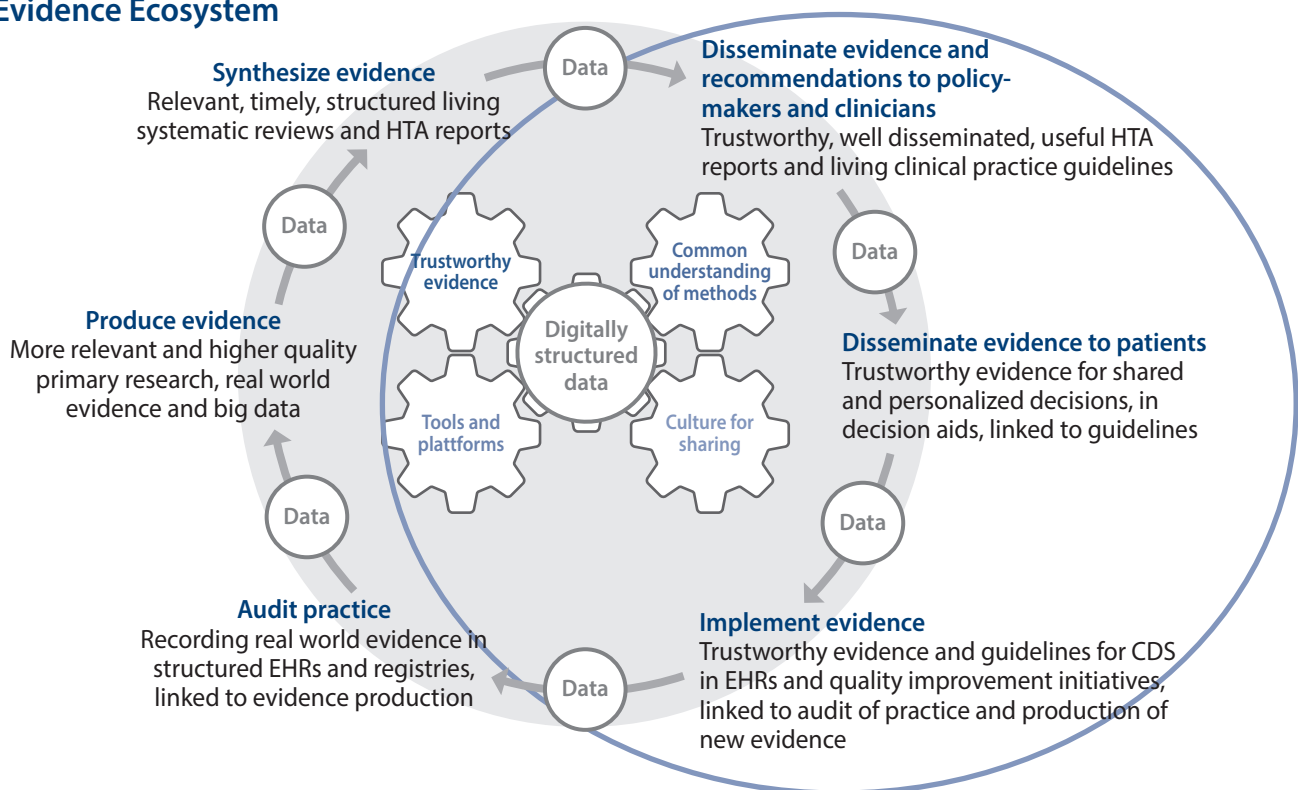 Evidence Ecosystem
Synthesize evidence
Relevant, timely, structured living
systematic reviews and HTA reports
Data
Disseminate evidence and
recommendations to policy-
makers and clinicians
Trustworthy, well disseminated, useful HTA
reports and living clinical practice guidelines
Data
Data
Trustworthy
evidence
Common
understanding
of methods
Digitally
structured
data
Tools and
plattforms
Culture for
sharing
Produce evidence
More relevant and higher quality
primary research, real world
evidence and big data
Disseminate evidence to patients
Trustworthy evidence for shared
and personalized decisions, in
decision aids, linked to guidelines
Data
Data
Audit practice
Recording real world evidence in
structured EHRs and registries,
linked to evidence production
Data
Implement evidence
Trustworthy evidence and guidelines for CDS
in EHRs and quality improvement initiatives,
linked to audit of practice and production of
new evidence